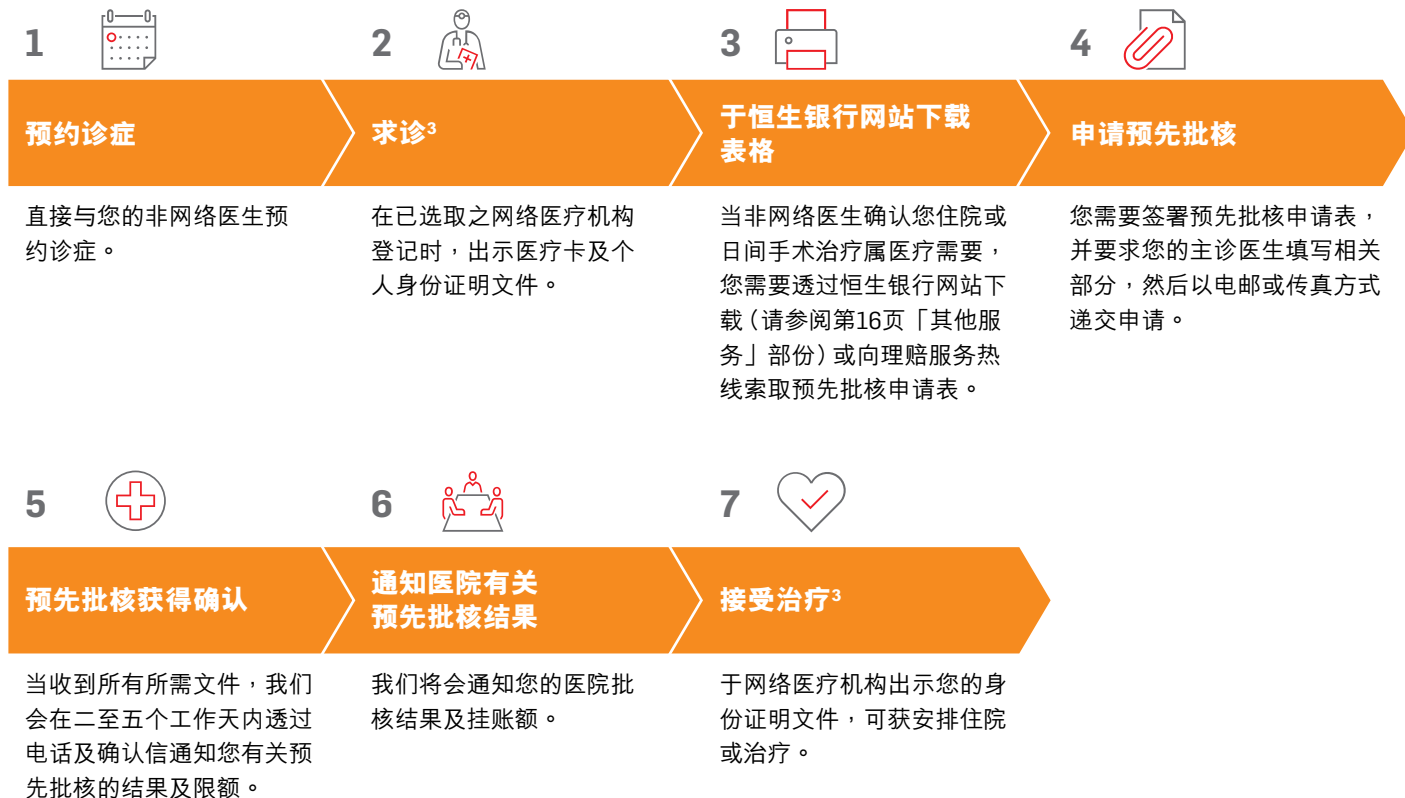 1
2
3
4
预约诊症
求诊³
于恒生银行网站下载
表格
申请预先批核
直接与您的非网络医生预
约诊症。
在已选取之网络医疗机构
登记时，出示医疗卡及个
人身份证明文件。
当非网络医生确认您住院或
日间手术治疗属医疗需要，
您需要透过恒生银行网站下
载（请参阅第16页「其他服
务」部份）或向理赔服务热
线索取预先批核申请表。
您需要签署预先批核申请表，
并要求您的主诊医生填写相关
部分，然后以电邮或传真方式
递交申请。
5
6
7
预先批核获得确认
通知医院有关
预先批核结果
接受治疗³
当收到所有所需文件，我们
会在二至五个工作天内透过
电话及确认信通知您有关预
先批核的结果及限额。
我们将会通知您的医院批
核结果及挂账额。
于网络医疗机构出示您的身
份证明文件，可获安排住院
或治疗。